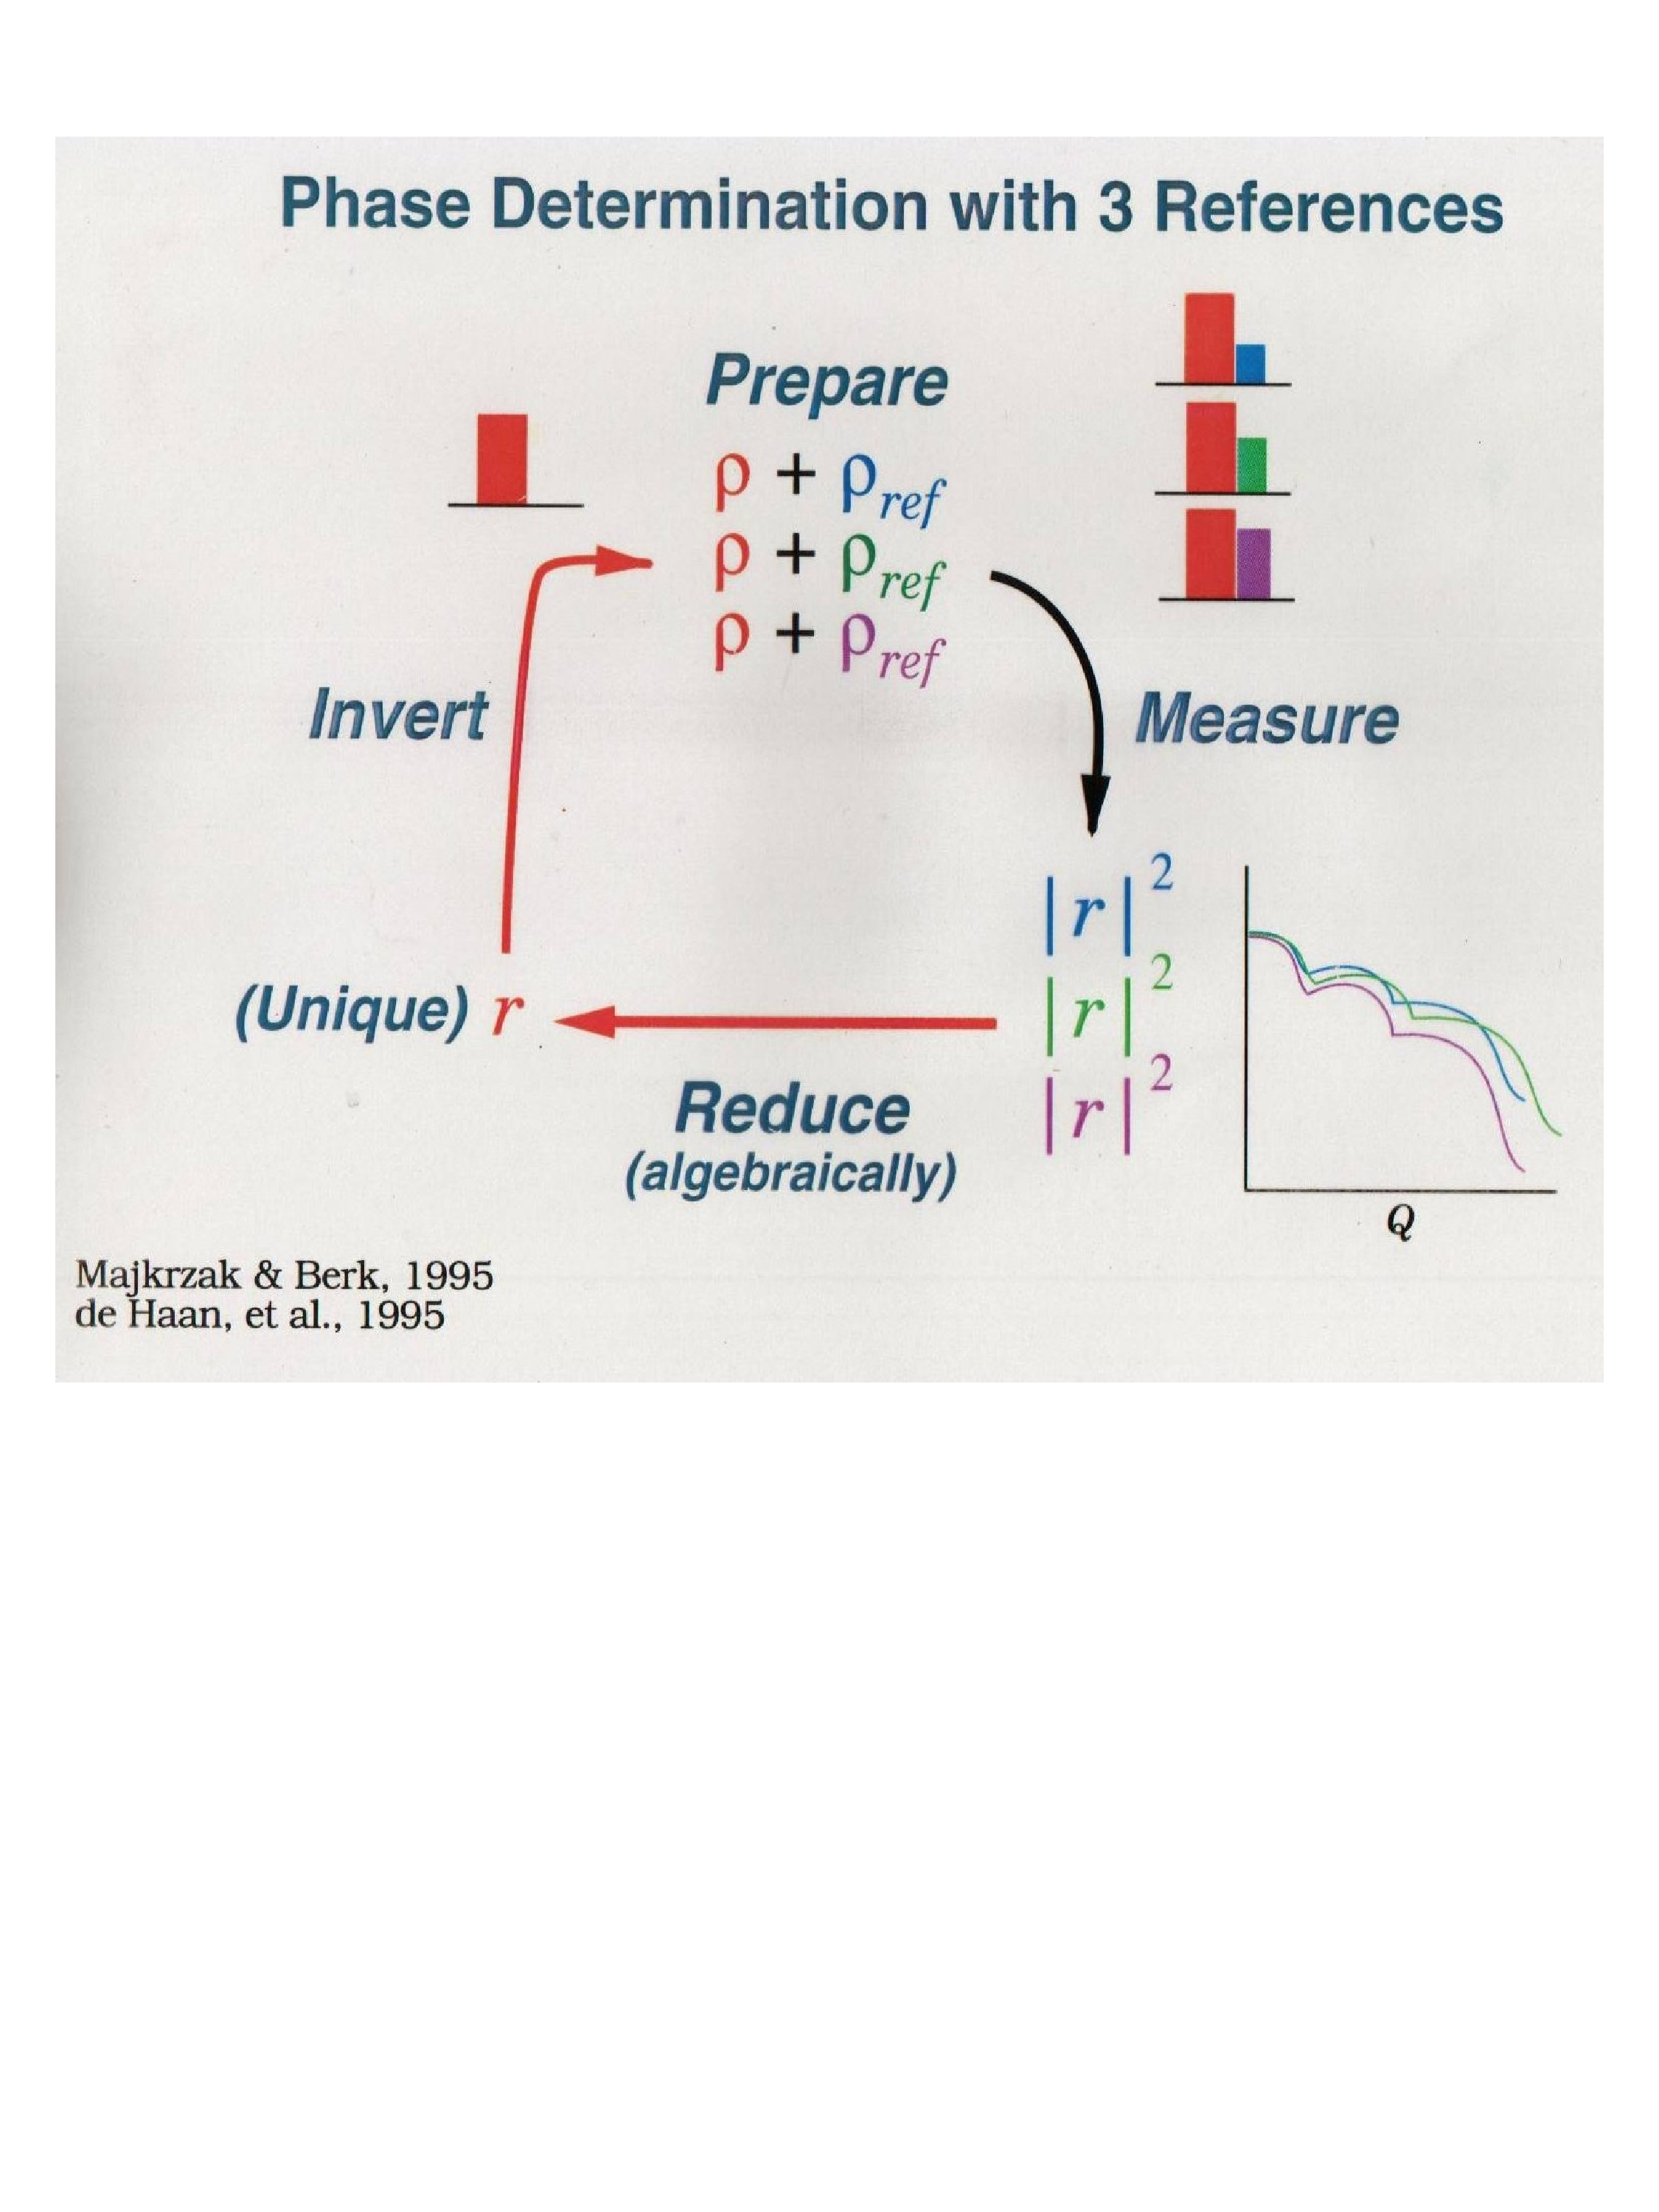 Phase Determination with 3 References
Prepare
ρ + ρref
ρ + ρref
ρ + ρref
Invert
Measure
|r|²
|r|²
|r|²
(Unique) r
Reduce
(algebraically)
Q
Majkrzak & Berk, 1995
de Haan, et al., 1995